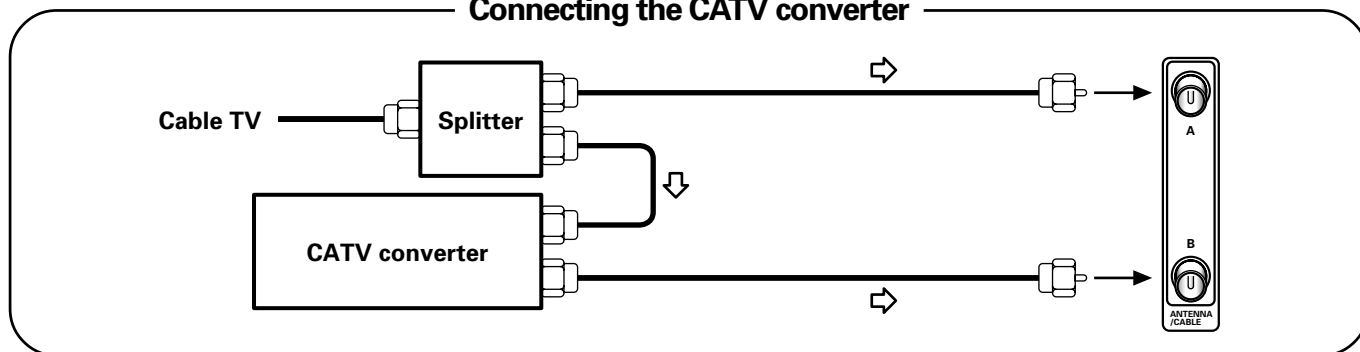 Connecting the CATV converter
Cable TV
Splitter
A
CATV converter
B
ANTENNA
/CABLE